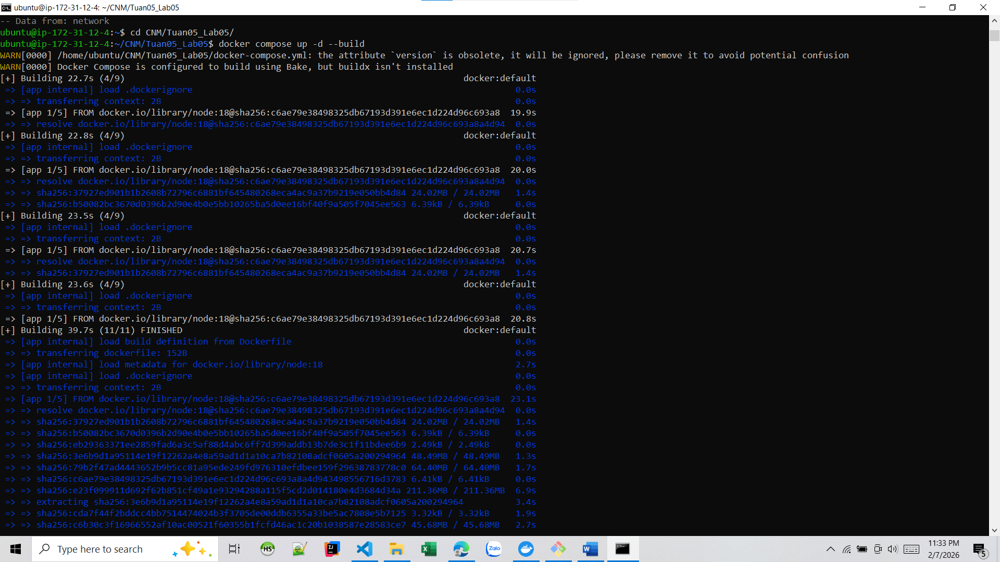 ubuntu@ip-172-31-12-4: ~/CNM/Tuan05_Lab05
-- Data from: network
ubuntu@ip-172-31-12-4:~$ cd CNM/Tuan05_Lab05/
ubuntu@ip-172-31-12-4:~/CNM/Tuan05_Lab05$ docker compose up -d --build
WARN[0000] /home/ubuntu/CNM/Tuan05_Lab05/docker-compose.yml: the attribute `version` is obsolete, it will be ignored, please remove it to avoid potential confusion
WARN[0000] Docker Compose is configured to build using Bake, but buildx isn't installed
[+] Building 22.7s (4/9) docker:default
=> [app internal] load .dockerignore 0.0s
=> => transferring context: 2B 0.0s
=> [app 1/5] FROM docker.io/library/node:18@sha256:c6ae79e38498325db67193d391e6ec1d224d96c693a8 19.9s
=> => resolve docker.io/library/node:18@sha256:c6ae79e38498325db67193d391e6ec1d224d96c693a8a4d94 0.0s
[+] Building 22.8s (4/9) docker:default
=> [app internal] load .dockerignore 0.0s
=> => transferring context: 2B 0.0s
=> [app 1/5] FROM docker.io/library/node:18@sha256:c6ae79e38498325db67193d391e6ec1d224d96c693a8 20.0s
=> => resolve docker.io/library/node:18@sha256:c6ae79e38498325db67193d391e6ec1d224d96c693a8a4d94 0.0s
=> => sha256:37927ed901b1b2608b72796c6881bf645480268eca4ac9a37b9219e050bb4d84 24.02MB / 24.02MB 1.4s
=> => sha256:b50082bc3670d0396b2d90e4b0e5bb10265ba5d0ee16bf40f9a505f7045ee563 6.39kB / 6.39kB 0.0s
[+] Building 23.5s (4/9) docker:default
=> [app internal] load .dockerignore 0.0s
=> => transferring context: 2B 0.0s
=> [app 1/5] FROM docker.io/library/node:18@sha256:c6ae79e38498325db67193d391e6ec1d224d96c693a8 20.7s
=> => resolve docker.io/library/node:18@sha256:c6ae79e38498325db67193d391e6ec1d224d96c693a8a4d94 0.0s
=> => sha256:37927ed901b1b2608b72796c6881bf645480268eca4ac9a37b9219e050bb4d84 24.02MB / 24.02MB 1.4s
[+] Building 23.6s (4/9) docker:default
=> [app internal] load .dockerignore 0.0s
=> => transferring context: 2B 0.0s
=> [app 1/5] FROM docker.io/library/node:18@sha256:c6ae79e38498325db67193d391e6ec1d224d96c693a8 20.8s
[+] Building 39.7s (11/11) FINISHED docker:default
=> [app internal] load build definition from Dockerfile 0.0s
=> => transferring dockerfile: 152B 0.0s
=> [app internal] load metadata for docker.io/library/node:18 2.7s
=> [app internal] load .dockerignore 0.0s
=> => transferring context: 2B 0.0s
=> [app 1/5] FROM docker.io/library/node:18@sha256:c6ae79e38498325db67193d391e6ec1d224d96c693a8 23.1s
=> => resolve docker.io/library/node:18@sha256:c6ae79e38498325db67193d391e6ec1d224d96c693a8a4d94 0.0s
=> => sha256:37927ed901b1b2608b72796c6881bf645480268eca4ac9a37b9219e050bb4d84 24.02MB / 24.02MB 1.4s
=> => sha256:b50082bc3670d0396b2d90e4b0e5bb10265ba5d0ee16bf40f9a505f7045ee563 6.39kB / 6.39kB 0.0s
=> => sha256:eb29363371ee2859fad6a3c5af88d4abc6ff7d399addb13b7de3c1f11bdee6b9 2.49kB / 2.49kB 0.0s
=> => sha256:3e6b9d1a95114e19f12262a4e8a59ad1d1a10ca7b82108adcf0605a200294964 48.49MB / 48.49MB 1.3s
=> => sha256:79b2f47ad4443652b9b5cc81a95ede249fd976310efdbee159f29638783778c0 64.40MB / 64.40MB 1.7s
=> => sha256:c6ae79e38498325db67193d391e6ec1d224d96c693a8a4d943498556716d3783 6.41kB / 6.41kB 0.0s
=> => sha256:e23f099911d692f62b851cf49a1e93294288a115f5cd2d014180e4d3684d34a 211.36MB / 211.36MB 6.9s
=> => extracting sha256:3e6b9d1a95114e19f12262a4e8a59ad1d1a10ca7b82108adcf0605a200294964 3.4s
=> => sha256:cda7f44f2bddcc4bb7514474024b3f3705de00ddb6355a33be5ac7808e5b7125 3.32kB / 3.32kB 1.9s
=> => sha256:c6b30c3f16966552af10ac00521f60355b1fcfd46ac1c20b1038587e28583ce7 45.68MB / 45.68MB 2.7s
Type here to search
HS
Zalo
11:33 PM
2/7/2026
5